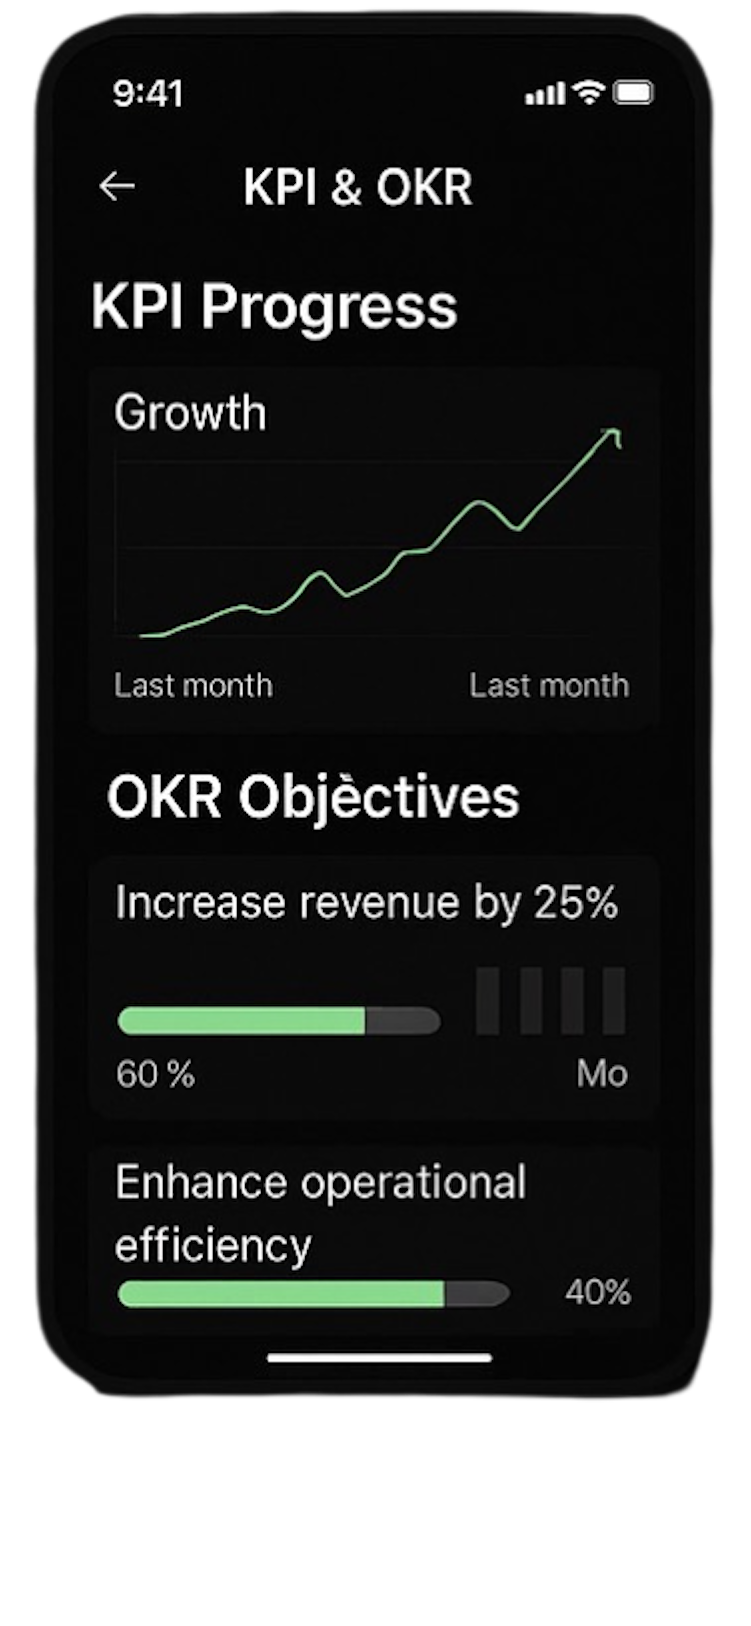 9:41
KPI & OKR
KPI Progress
Growth
Last month Last month
OKR Objèctives
Increase revenue by 25%
60 % Mo
Enhance operational
efficiency
40%